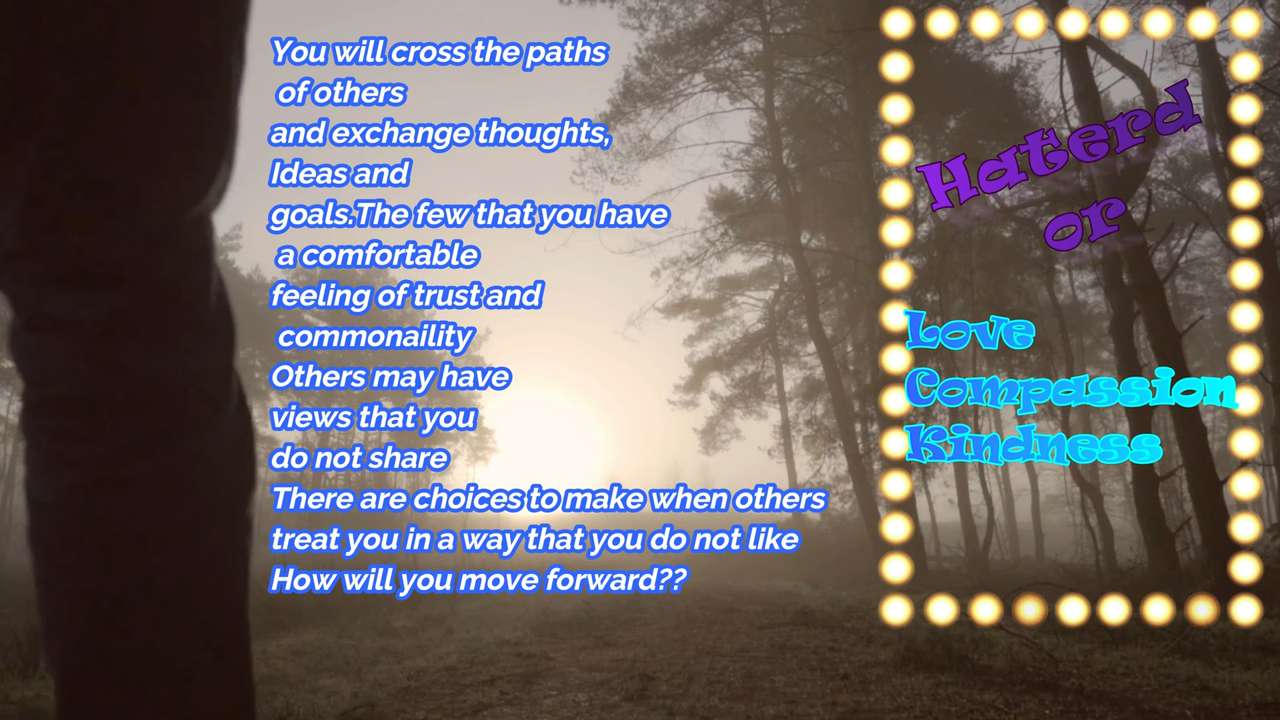 You will cross the paths
of others
and exchange thoughts,
Ideas and
goals.The few that you have
a comfortable
feeling of trust and
commonaility
Others may have
views that you
do not share
There are choices to make when others
treat you in a way that you do not like
How will you move forward??
Haterd
or
Love
Compassion
Kindness